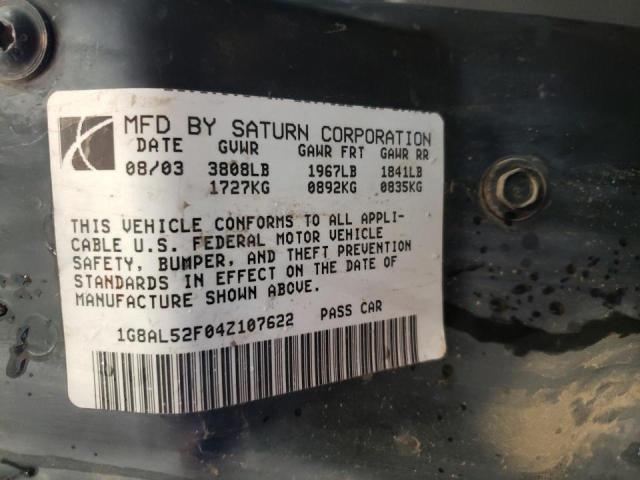 MFD BY SATURN CORPORATION
DATE GVWR GAWR FRT GAWR RR
08/03 3808LB 1967LB 1841LB
1727KG 0892KG 0835KG
THIS VEHICLE CONFORMS TO ALL APPLI-
CABLE U.S. FEDERAL MOTOR VEHICLE
SAFETY, BUMPER, AND THEFT PREVENTION
STANDARDS IN EFFECT ON THE DATE OF
MANUFACTURE SHOWN ABOVE.
1G8AL52F04Z107622 PASS CAR